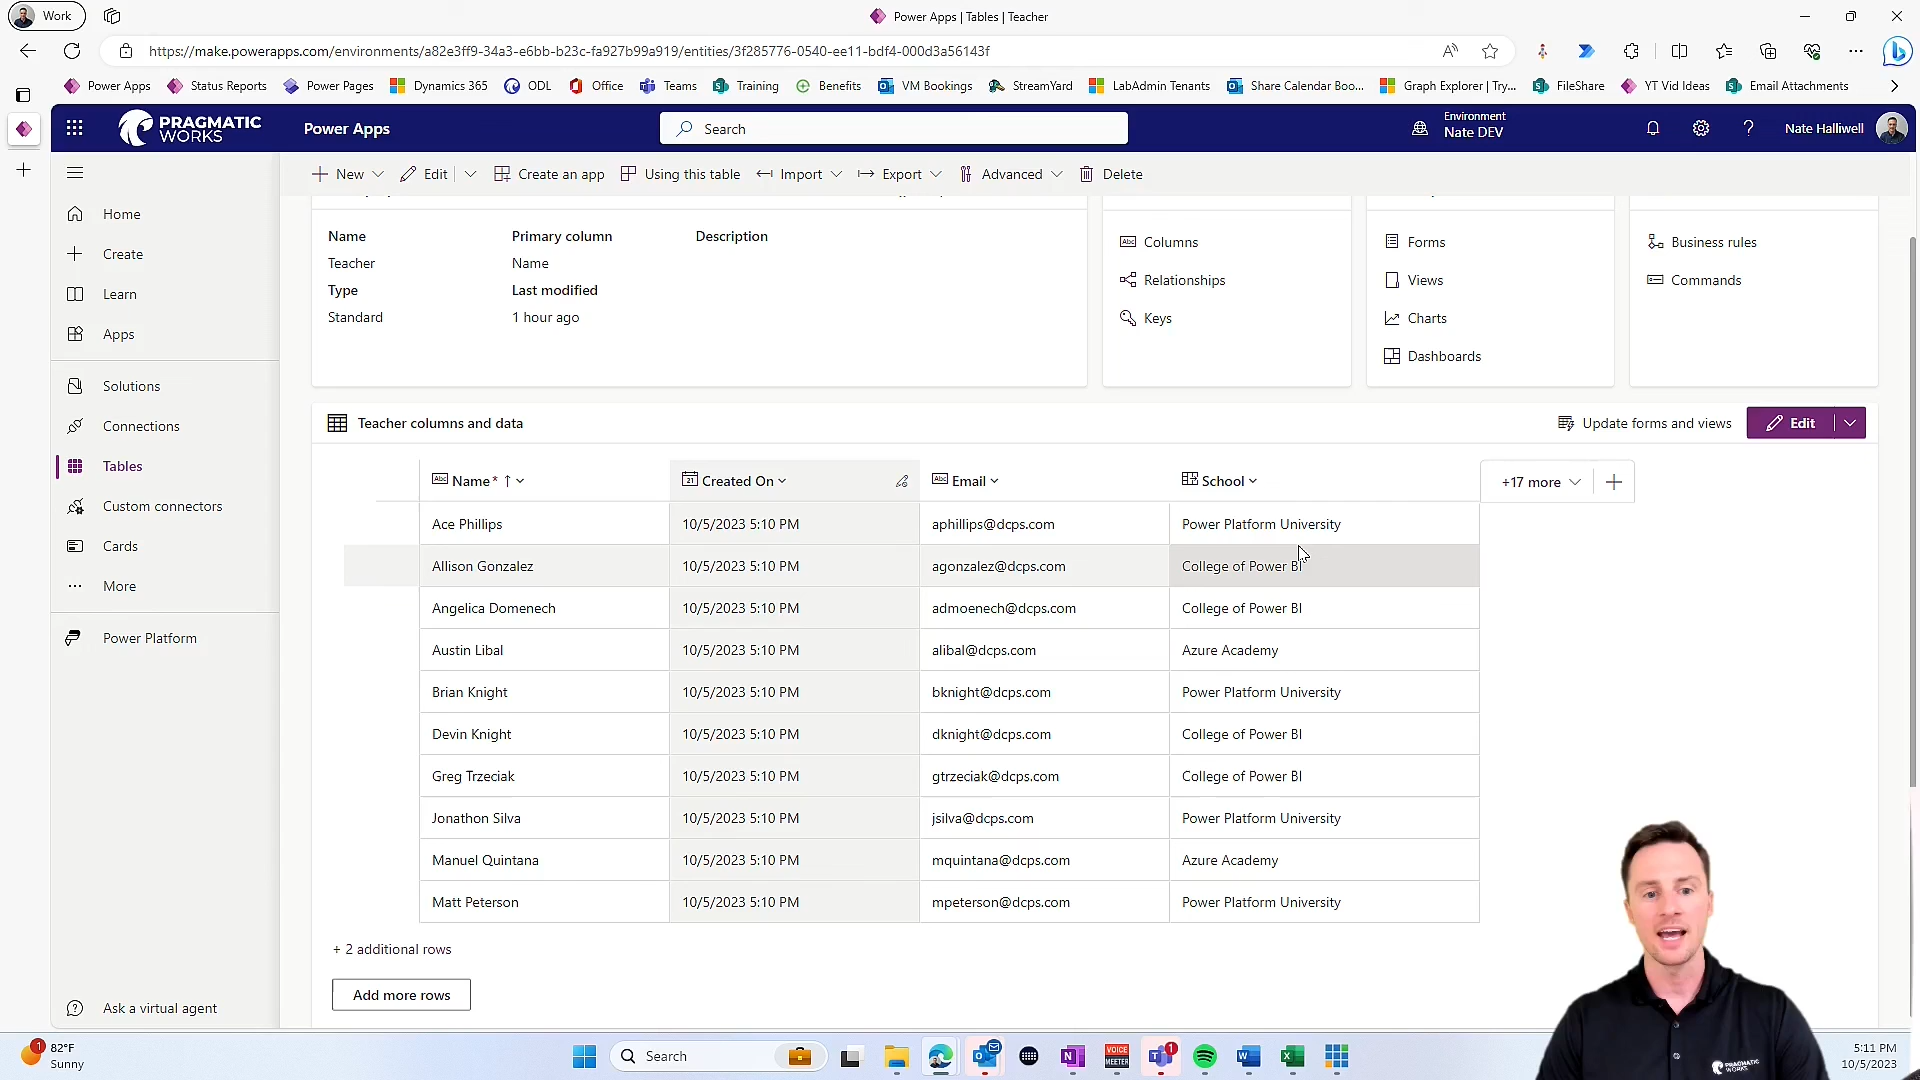 Work
Power Apps | Tables | Teacher
https://make.powerapps.com/environments/a82e3ff9-34a3-e6bb-b23c-fa927b99a919/entities/3f285776-0540-ee11-bdf4-000d3a56143f
Power Apps Status Reports Power Pages Dynamics 365 ODL Office Teams Training Benefits VM Bookings StreamYard LabAdmin Tenants Share Calendar Boo... Graph Explorer | Try... FileShare YT Vid Ideas Email Attachments
PRAGMATIC WORKS
Power Apps
Search
Environment
Nate DEV
Nate Halliwell
New Edit Create an app Using this table Import Export Advanced Delete
Home
Create
Learn
Apps
Solutions
Connections
Tables
Custom connectors
Cards
More
Power Platform
Ask a virtual agent
Name Primary column Description
Teacher Name
Type Last modified
Standard 1 hour ago
Columns
Relationships
Keys
Forms
Views
Charts
Dashboards
Business rules
Commands
Teacher columns and data
Update forms and views
Edit
Name * Created On Email School +17 more
Ace Phillips 10/5/2023 5:10 PM aphillips@dcps.com Power Platform University
Allison Gonzalez 10/5/2023 5:10 PM agonzalez@dcps.com College of Power BI
Angelica Domenech 10/5/2023 5:10 PM admoenech@dcps.com College of Power BI
Austin Libal 10/5/2023 5:10 PM alibal@dcps.com Azure Academy
Brian Knight 10/5/2023 5:10 PM bknight@dcps.com Power Platform University
Devin Knight 10/5/2023 5:10 PM dknight@dcps.com College of Power BI
Greg Trzeciak 10/5/2023 5:10 PM gtrzeciak@dcps.com College of Power BI
Jonathon Silva 10/5/2023 5:10 PM jsilva@dcps.com Power Platform University
Manuel Quintana 10/5/2023 5:10 PM mquintana@dcps.com Azure Academy
Matt Peterson 10/5/2023 5:10 PM mpeterson@dcps.com Power Platform University
+ 2 additional rows
Add more rows
PRAGMATIC WORKS
1
82°F
Sunny
Search
VOICE MEETER
1
5:11 PM
10/5/2023